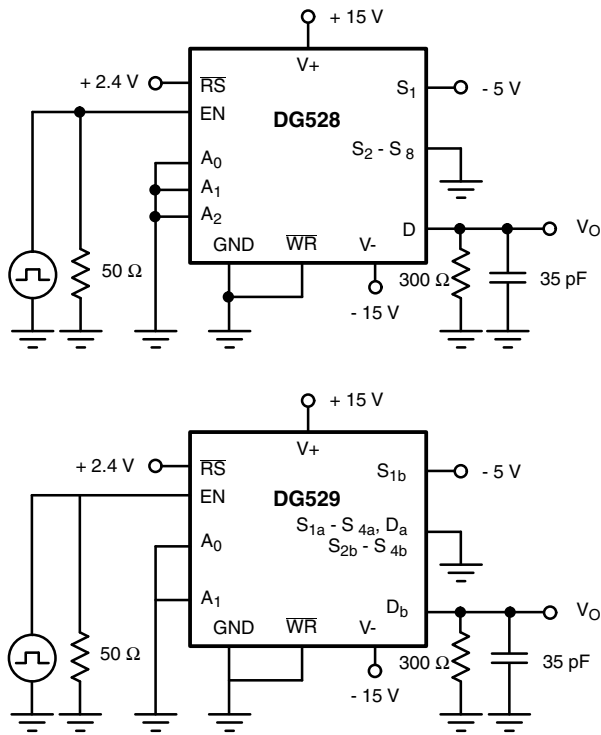 + 15 V
V+
+ 2.4 V
RS
S1
- 5 V
EN
DG528
S2 - S8
A0
A1
A2
GND
WR
V-
D
VO
50 Ω
300 Ω
35 pF
- 15 V
+ 15 V
V+
+ 2.4 V
RS
S1b
- 5 V
EN
DG529
S1a - S4a, Da
S2b - S4b
A0
A1
Db
VO
GND
WR
V-
50 Ω
300 Ω
35 pF
- 15 V